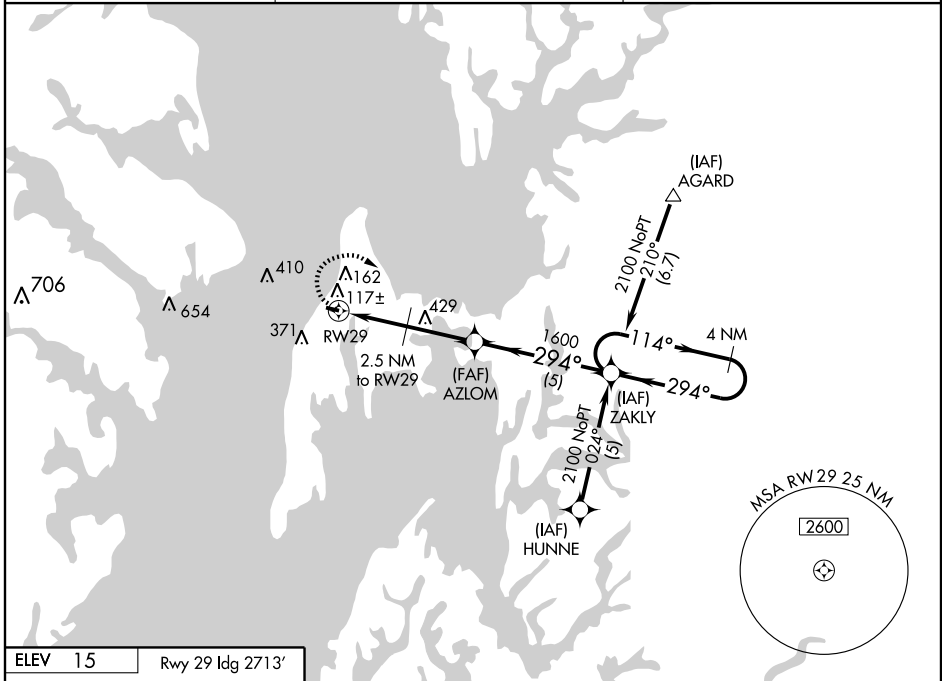 (IAF)
AGARD
2100 NoPT
210°
(6.7)
706
654
410
162
117±
371
RW29
429
2.5 NM
to RW29
(FAF)
AZLOM
1600
294°
(5)
114°
4 NM
294°
(IAF)
ZAKLY
2100 NoPT
024°
(5)
(IAF)
HUNNE
MSA RW29 25 NM
2600
ELEV 15
Rwy 29 ldg 2713'